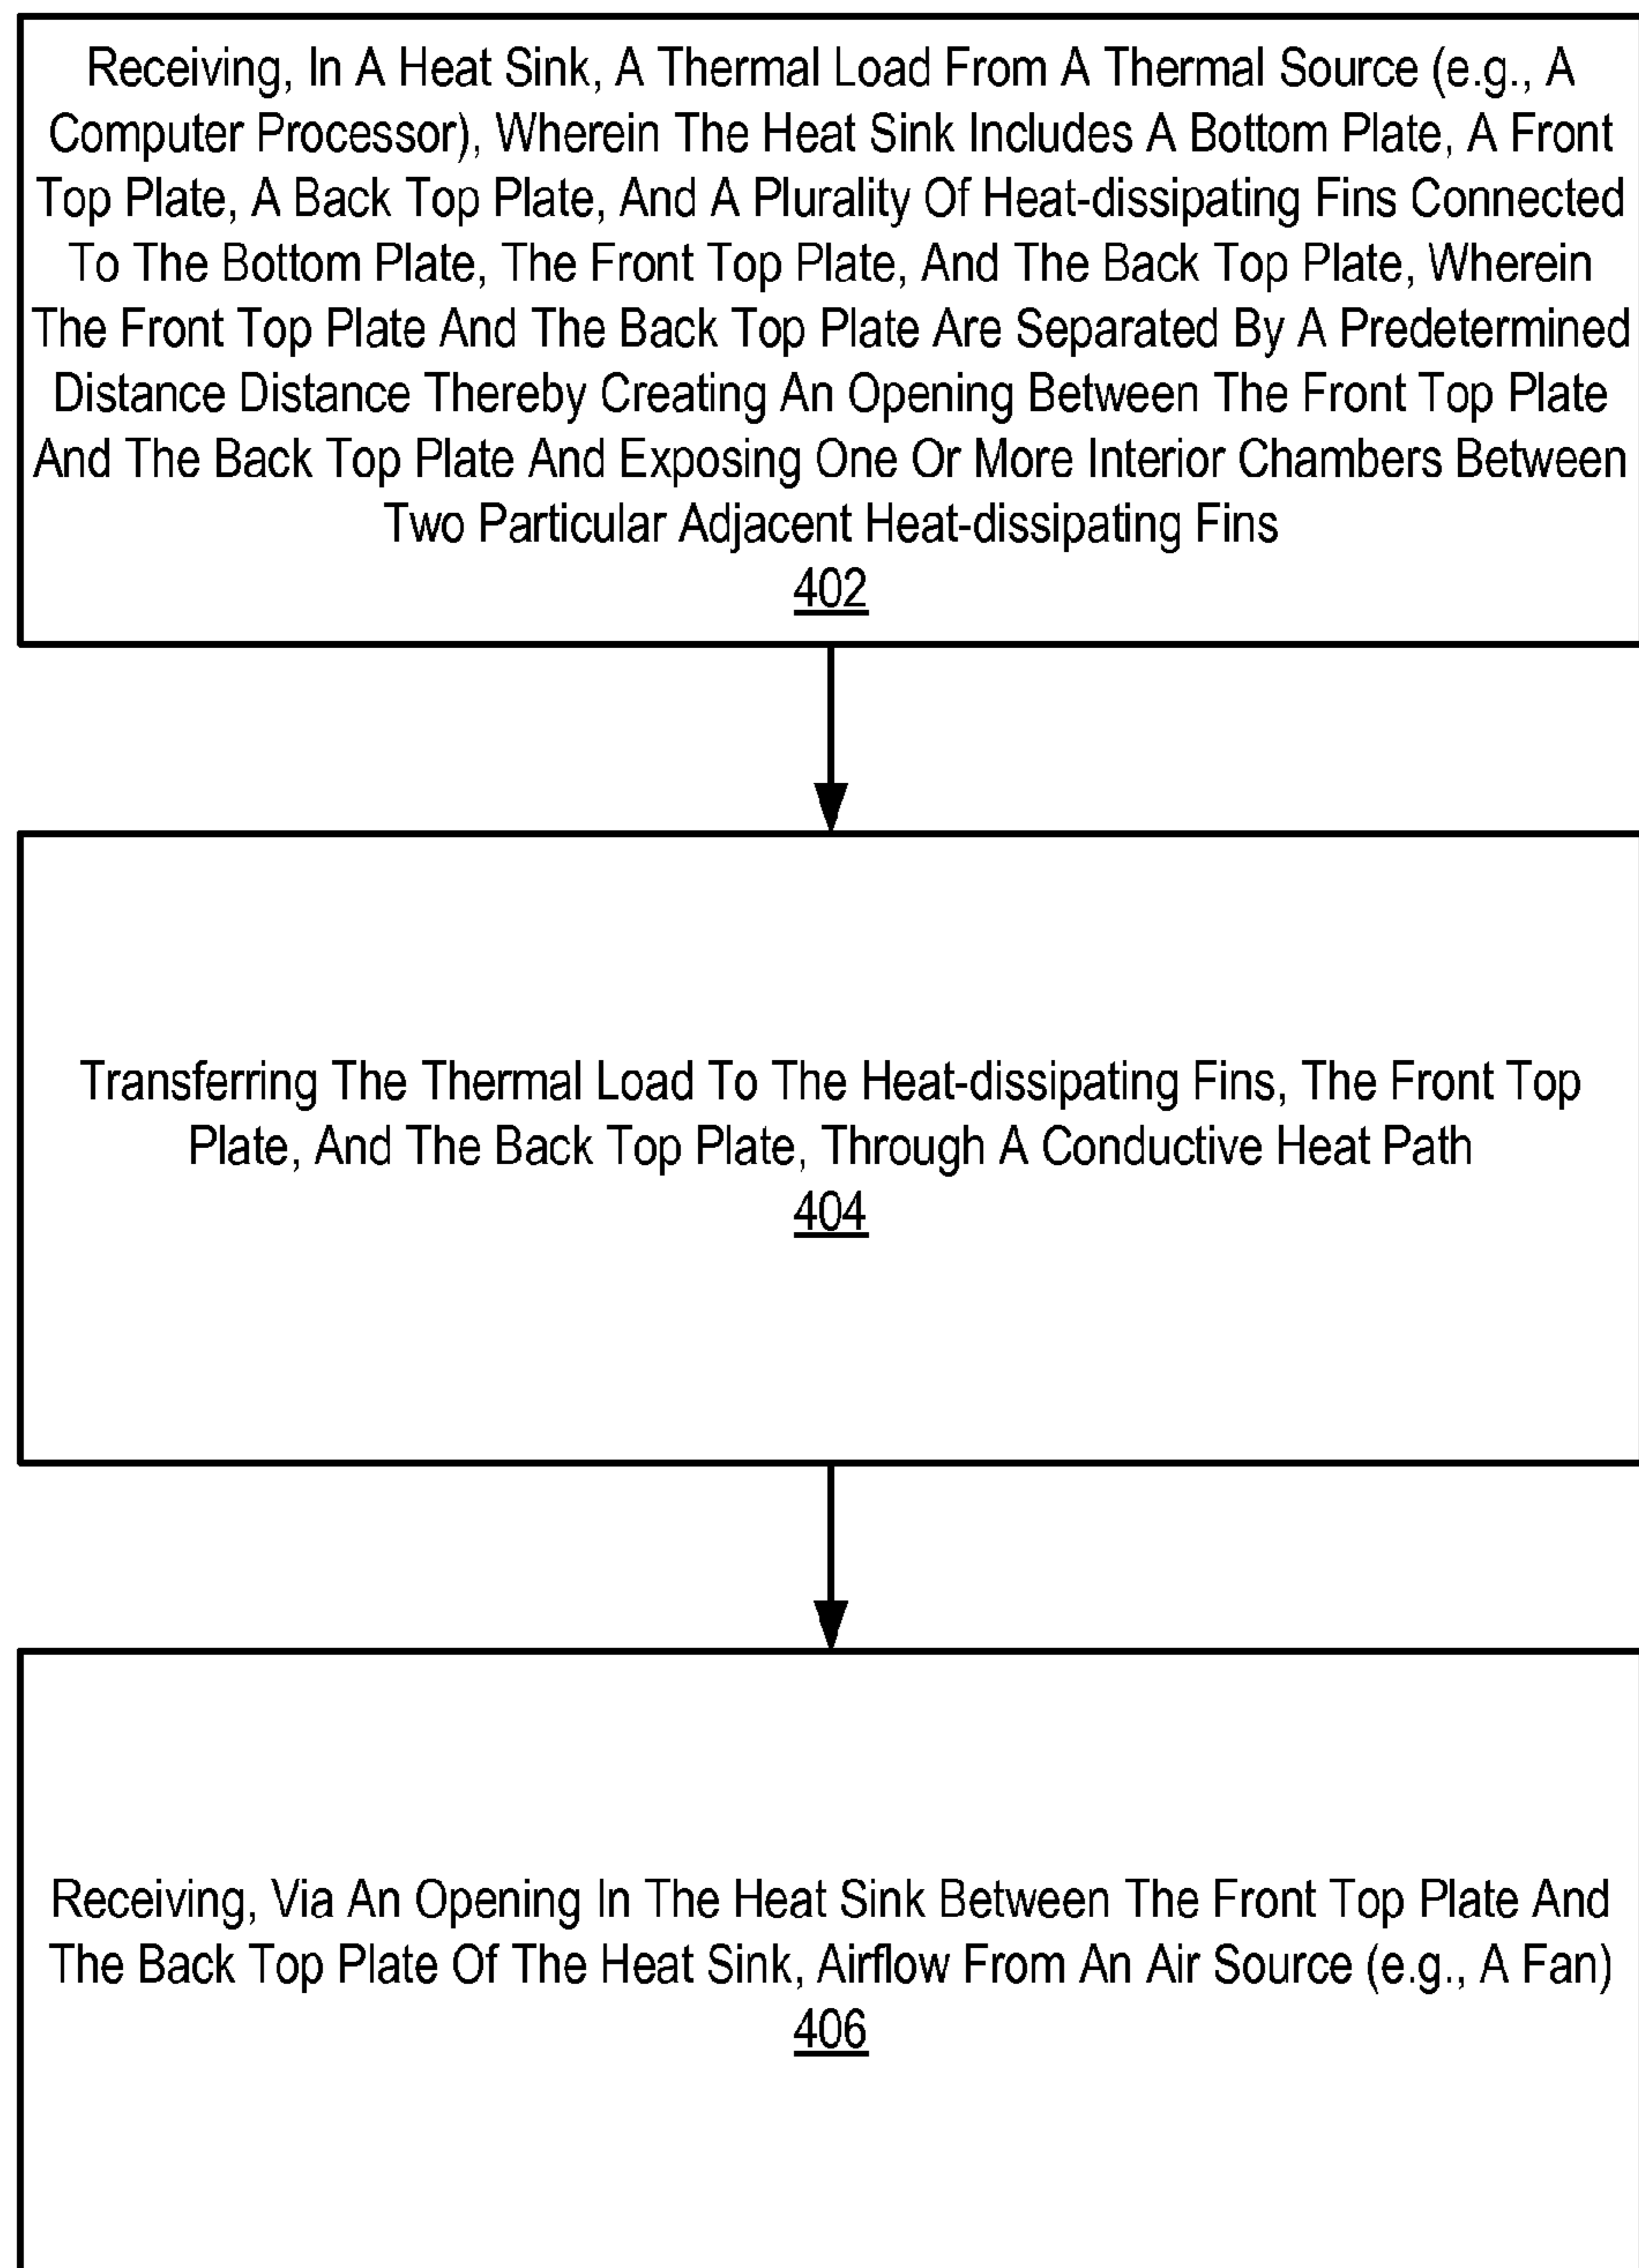 Receiving, In A Heat Sink, A Thermal Load From A Thermal Source (e.g., A
Computer Processor), Wherein The Heat Sink Includes A Bottom Plate, A Front
Top Plate, A Back Top Plate, And A Plurality Of Heat-dissipating Fins Connected
To The Bottom Plate, The Front Top Plate, And The Back Top Plate, Wherein
The Front Top Plate And The Back Top Plate Are Separated By A Predetermined
Distance Distance Thereby Creating An Opening Between The Front Top Plate
And The Back Top Plate And Exposing One Or More Interior Chambers Between
Two Particular Adjacent Heat-dissipating Fins
402
Transferring The Thermal Load To The Heat-dissipating Fins, The Front Top
Plate, And The Back Top Plate, Through A Conductive Heat Path
404
Receiving, Via An Opening In The Heat Sink Between The Front Top Plate And
The Back Top Plate Of The Heat Sink, Airflow From An Air Source (e.g., A Fan)
406